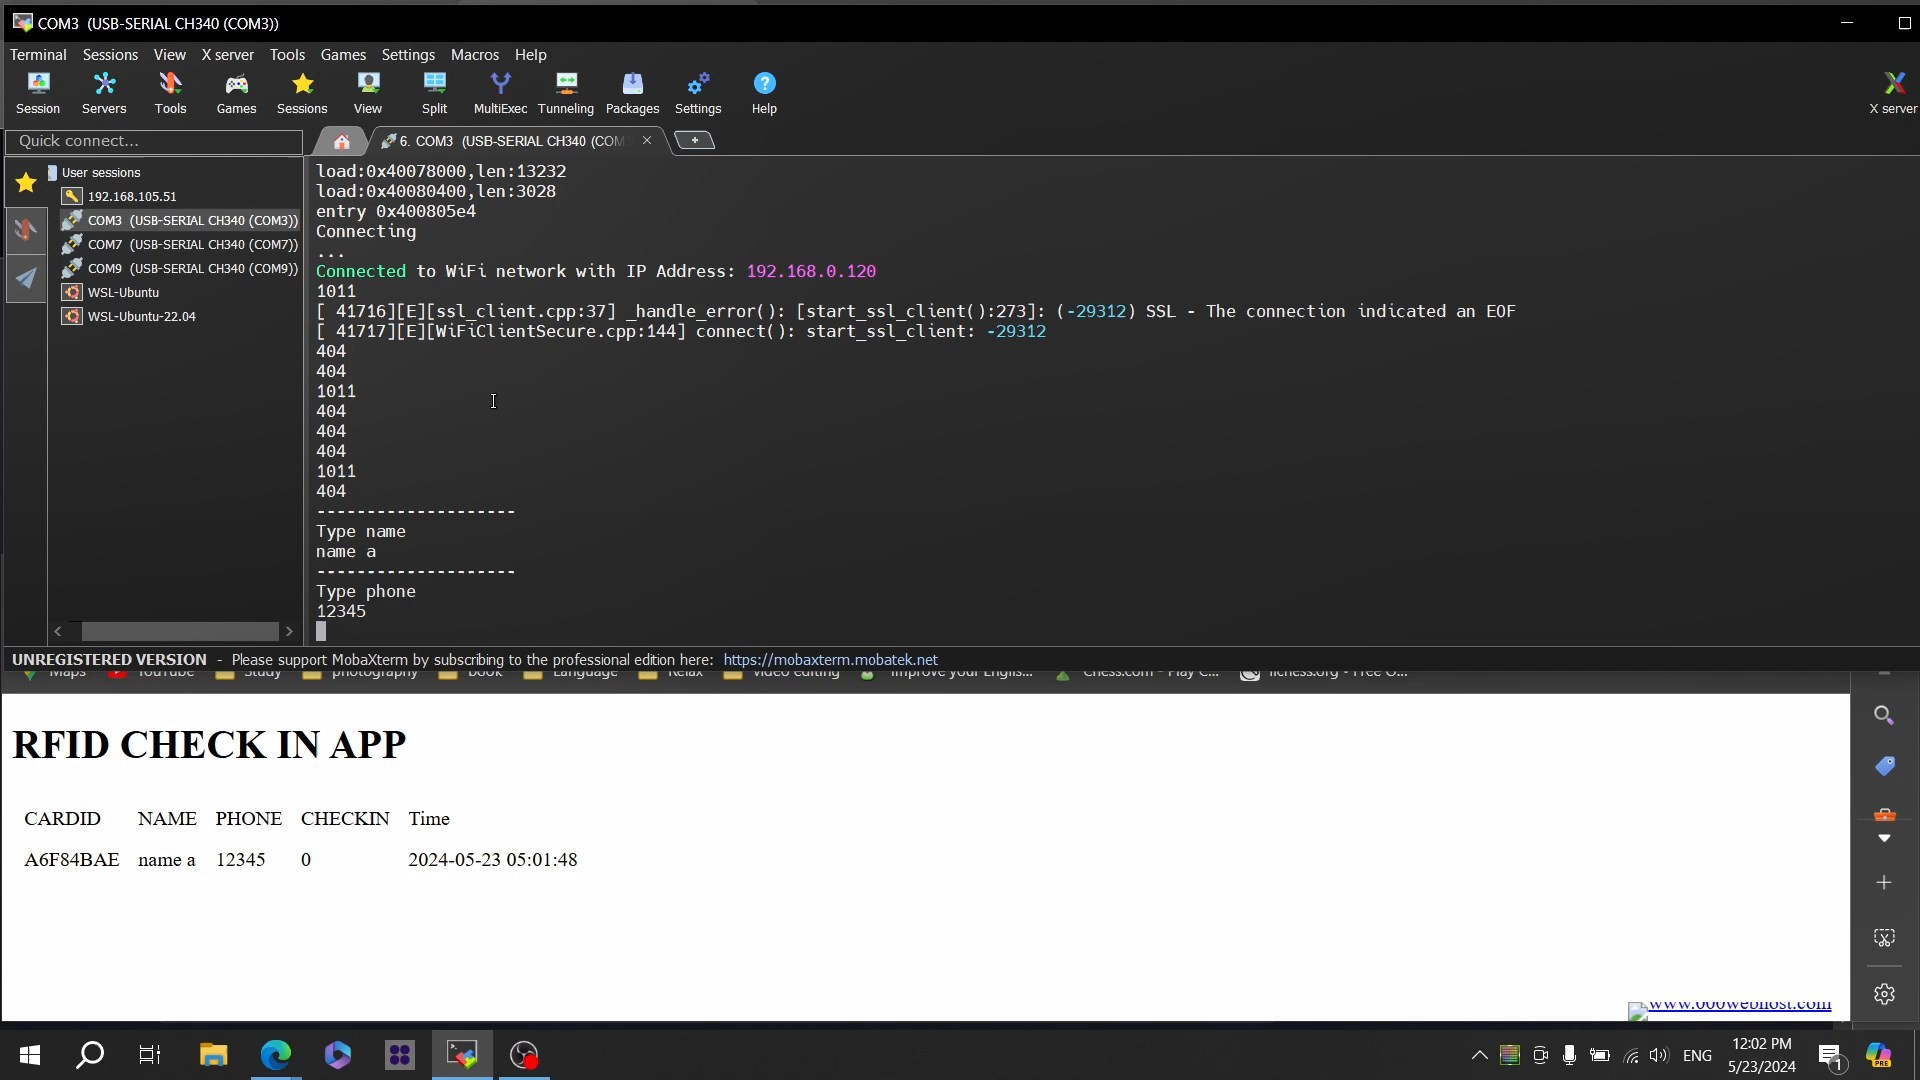 COM3  (USB-SERIAL CH340 (COM3))
Terminal Sessions View X server Tools Games Settings Macros Help
Session Servers Tools Games Sessions View Split MultiExec Tunneling Packages Settings Help X server
Quick connect...
6. COM3  (USB-SERIAL CH340 (COM
User sessions
192.168.105.51
COM3  (USB-SERIAL CH340 (COM3))
COM7  (USB-SERIAL CH340 (COM7))
COM9  (USB-SERIAL CH340 (COM9))
WSL-Ubuntu
WSL-Ubuntu-22.04
load:0x40078000,len:13232
load:0x40080400,len:3028
entry 0x400805e4
Connecting
...
Connected to WiFi network with IP Address: 192.168.0.120
1011
[ 41716][E][ssl_client.cpp:37] _handle_error(): [start_ssl_client():273]: (-29312) SSL - The connection indicated an EOF
[ 41717][E][WiFiClientSecure.cpp:144] connect(): start_ssl_client: -29312
404
404
1011
404
404
404
1011
404
--------------------
Type name
name a
--------------------
Type phone
12345
UNREGISTERED VERSION  -  Please support MobaXterm by subscribing to the professional edition here:  https://mobaxterm.mobatek.net
Maps YouTube Study photography book Language Relax video editing Improve your Englis... Chess.com - Play C... lichess.org - Free O...
RFID CHECK IN APP
CARDID NAME PHONE CHECKIN Time
A6F84BAE name a 12345 0 2024-05-23 05:01:48
www.000webhost.com
ENG
12:02 PM
5/23/2024
1
PRE